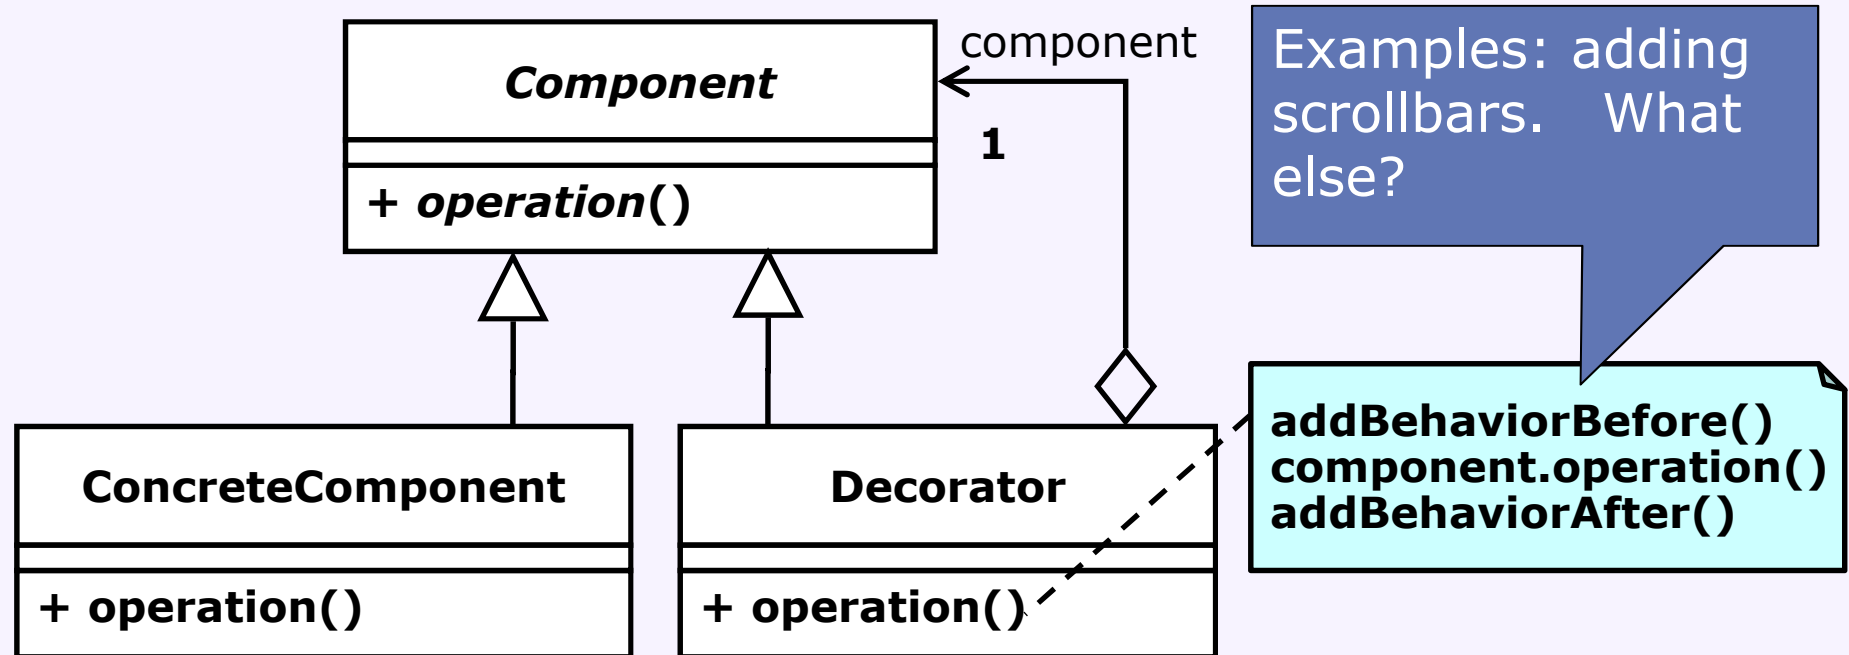 Component
+ operation()
component
1
Examples: adding
scrollbars. What
else?
ConcreteComponent
+ operation()
Decorator
+ operation()
addBehaviorBefore()
component.operation()
addBehaviorAfter()